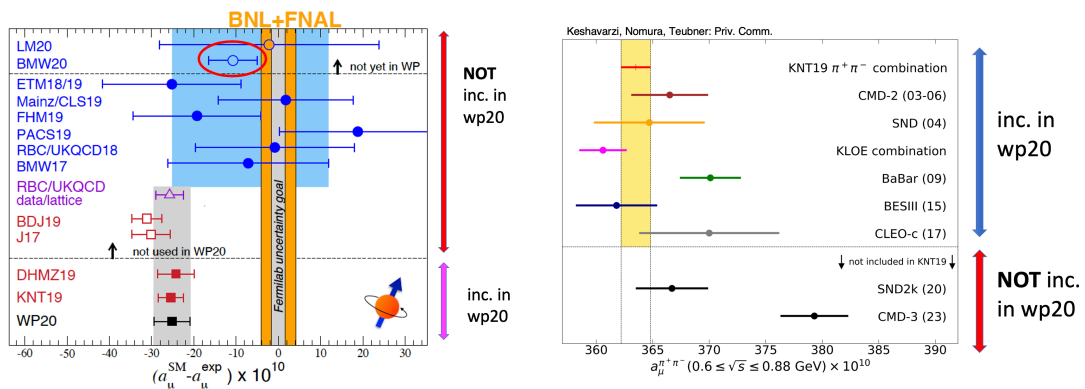 BNL+FNAL
LM20
BMW20
not yet in WP
ETM18/19
Mainz/CLS19
FHM19
PACS19
RBC/UKQCD18
BMW17
RBC/UKQCD
data/lattice
BDJ19
J17
not used in WP20
DHMZ19
KNT19
WP20
Fermilab uncertainty goal
-60 -50 -40 -30 -20 -10 0 10 20 30
(a_μ^SM - a_μ^exp) x 10^10
NOT
inc. in
wp20
inc. in
wp20
Keshavarzi, Nomura, Teubner: Priv. Comm.
KNT19 π⁺π⁻ combination
CMD-2 (03-06)
SND (04)
KLOE combination
BaBar (09)
BESIII (15)
CLEO-c (17)
not included in KNT19
SND2k (20)
CMD-3 (23)
360 365 370 375 380 385 390
a_μ^π⁺π⁻ (0.6 ≤ √s ≤ 0.88 GeV) × 10^10
inc. in
wp20
NOT inc.
in wp20